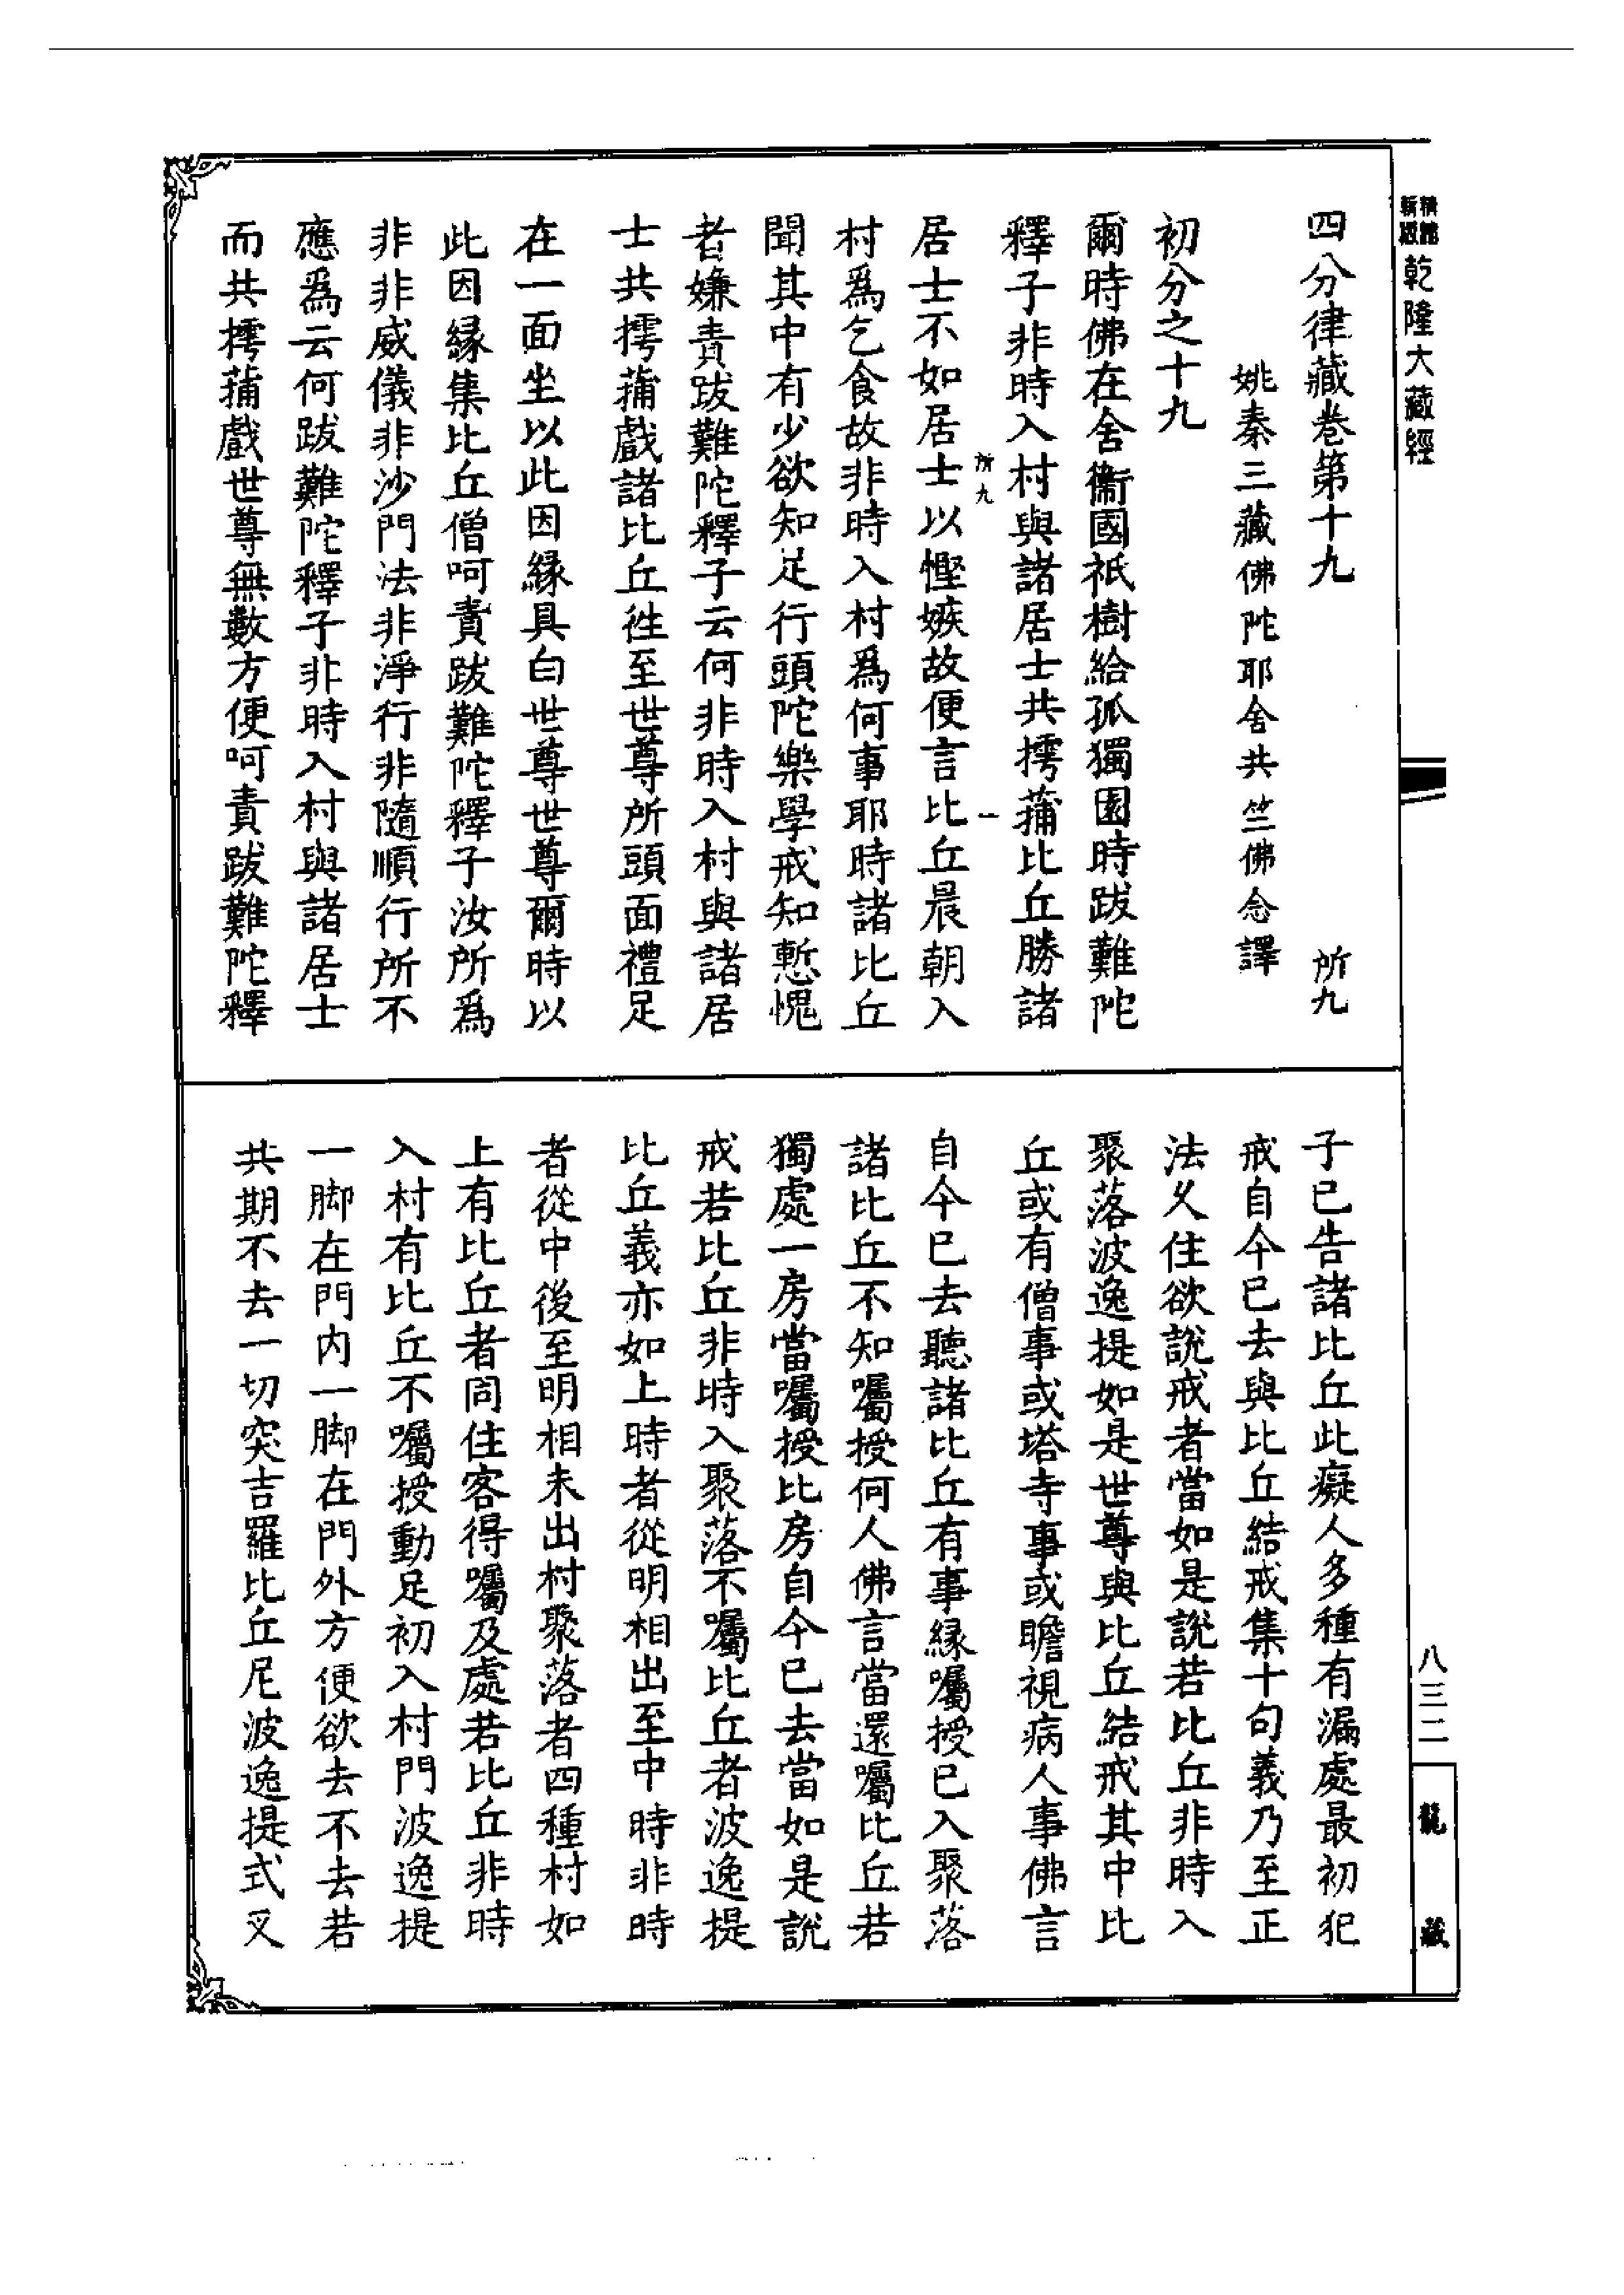 乾隆大藏經
四分律藏卷第十九 所九
姚秦三藏佛陀耶舍共竺佛念譯
初分之十九
爾時佛在舍衞國祇樹給孤獨園時跋難陀
釋子非時入村與諸居士共摴蒱比丘勝諸
所九 一
居士不如居士以慳嫉故便言比丘晨朝入
村爲乞食故非時入村爲何事耶時諸比丘
聞其中有少欲知足行頭陀樂學戒知慙愧
者嫌責跋難陀釋子云何非時入村與諸居
士共摴蒱戲諸比丘徃至世尊所頭面禮足
在一面坐以此因緣具白世尊世尊爾時以
此因緣集比丘僧呵責跋難陀釋子汝所爲
非非威儀非沙門法非淨行非隨順行所不
應爲云何跋難陀釋子非時入村與諸居士
而共摴蒱戲世尊無數方便呵責跋難陀釋
子已告諸比丘此癡人多種有漏處最初犯
戒自今已去與比丘結戒集十句義乃至正
法久住欲說戒者當如是說若比丘非時入
聚落波逸提如是世尊與比丘結戒其中比
丘或有僧事或塔寺事或瞻視病人事佛言
自今已去聽諸比丘有事緣囑授已入聚落
諸比丘不知囑授何人佛言當還囑比丘若
獨處一房當囑授比房自今已去當如是說
戒若比丘非時入聚落不囑比丘者波逸提
比丘義亦如上時者從明相出至中時非時
者從中後至明相未出村聚落者四種村如
上有比丘者同住客得囑及處若比丘非時
入村有比丘不囑授動足初入村門波逸提
一脚在門内一脚在門外方便欲去不去若
共期不去一切突吉羅比丘尼波逸提式叉
八三二
龍藏